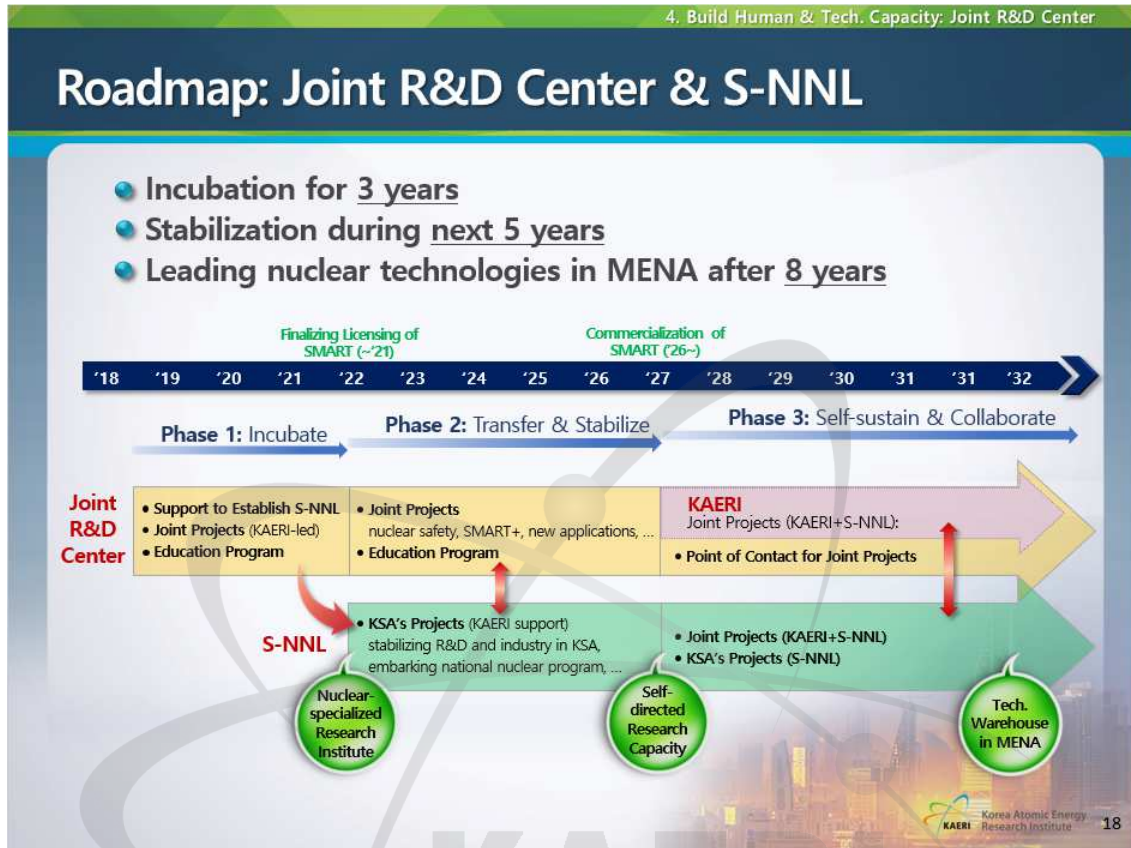 4. Build Human & Tech. Capacity: Joint R&D Center
Roadmap: Joint R&D Center & S-NNL
Incubation for 3 years
Stabilization during next 5 years
Leading nuclear technologies in MENA after 8 years
Finalizing Licensing of
SMART (~'21)
Commercialization of
SMART ('26~)
'18 '19 '20 '21 '22 '23 '24 '25 '26 '27 '28 '29 '30 '31 '31 '32
Phase 1: Incubate
Phase 2: Transfer & Stabilize
Phase 3: Self-sustain & Collaborate
Joint
R&D
Center
• Support to Establish S-NNL
• Joint Projects (KAERI-led)
• Education Program
• Joint Projects
nuclear safety, SMART+, new applications, ...
• Education Program
KAERI
Joint Projects (KAERI+S-NNL):
• Point of Contact for Joint Projects
S-NNL
• KSA's Projects (KAERI support)
stabilizing R&D and industry in KSA,
embarking national nuclear program, ...
• Joint Projects (KAERI+S-NNL)
• KSA's Projects (S-NNL)
Nuclear-
specialized
Research
Institute
Self-
directed
Research
Capacity
Tech.
Warehouse
in MENA
KAERI
Korea Atomic Energy
Research Institute
18